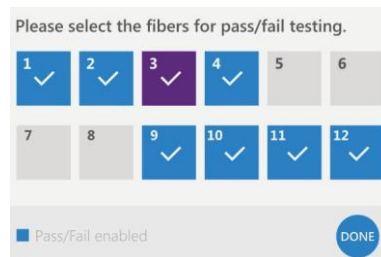 Please select the fibers for pass/fail testing.
1 2 3 4 5 6
7 8 9 10 11 12
Pass/Fail enabled
DONE